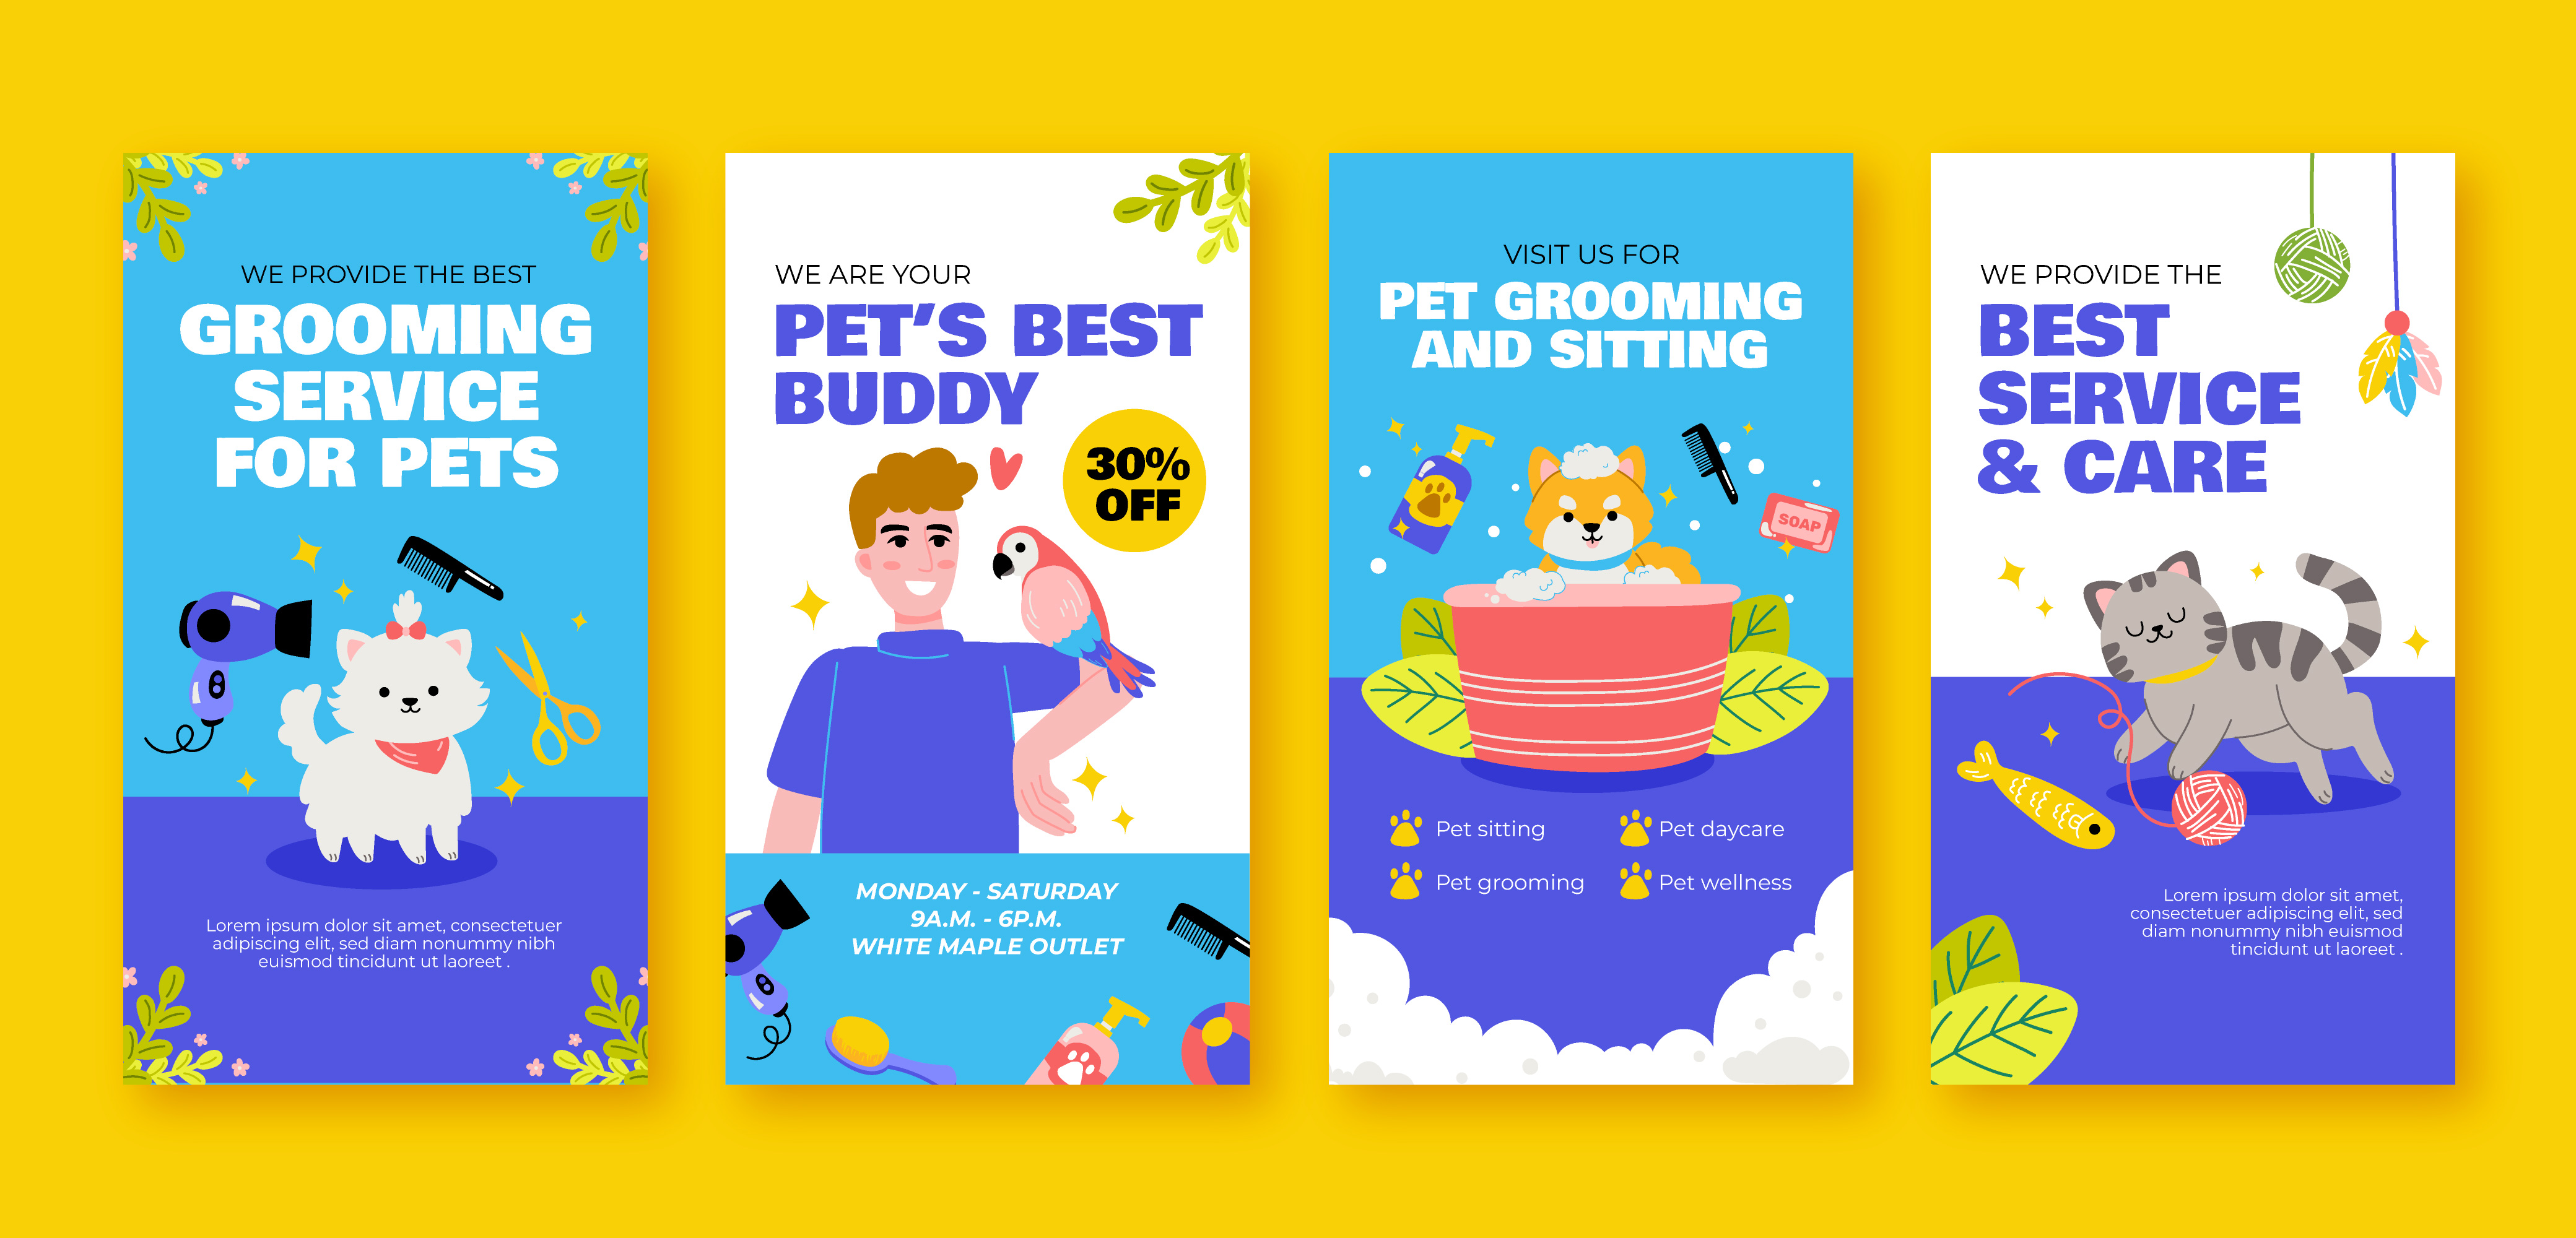 WE PROVIDE THE BEST
GROOMING
SERVICE
FOR PETS
Lorem ipsum dolor sit amet, consectetuer
adipiscing elit, sed diam nonummy nibh
euismod tincidunt ut laoreet .
WE ARE YOUR
PET'S BEST
BUDDY
30%
OFF
MONDAY - SATURDAY
9A.M. - 6P.M.
WHITE MAPLE OUTLET
VISIT US FOR
PET GROOMING
AND SITTING
SOAP
Pet sitting
Pet daycare
Pet grooming
Pet wellness
WE PROVIDE THE
BEST
SERVICE
& CARE
Lorem ipsum dolor sit amet,
consectetuer adipiscing elit, sed
diam nonummy nibh euismod
tincidunt ut laoreet .